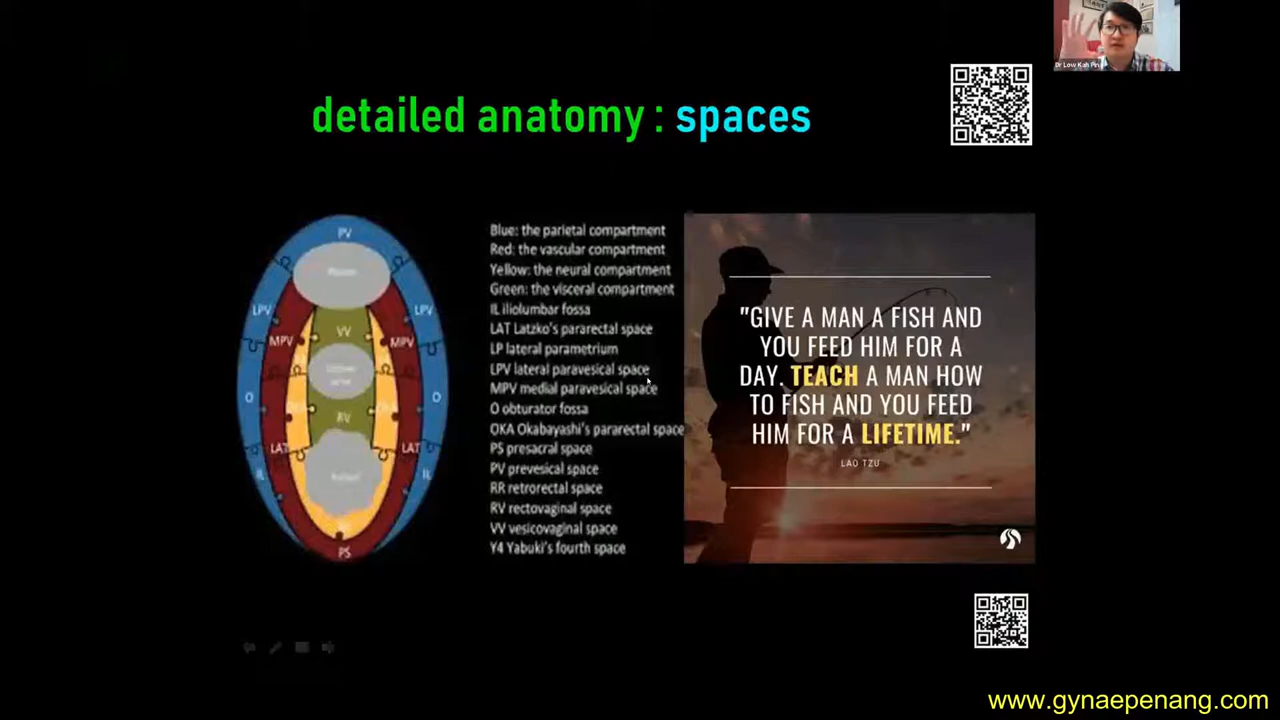 Dr Low Kah Pin
detailed anatomy : spaces
PV
LPV
LPV
VV
MPV
MPV
O
O
RV
LAT
LAT
IL
IL
PS
Blue: the parietal compartment
Red: the vascular compartment
Yellow: the neural compartment
Green: the visceral compartment
IL iliolumbar fossa
LAT Latzko's pararectal space
LP lateral parametrium
LPV lateral paravesical space
MPV medial paravesical space
O obturator fossa
OKA Okabayashi's pararectal space
PS presacral space
PV prevesical space
RR retrorectal space
RV rectovaginal space
VV vesicovaginal space
Y4 Yabuki's fourth space
"GIVE A MAN A FISH AND
YOU FEED HIM FOR A
DAY. TEACH A MAN HOW
TO FISH AND YOU FEED
HIM FOR A LIFETIME."
LAO TZU
www.gynaepenang.com